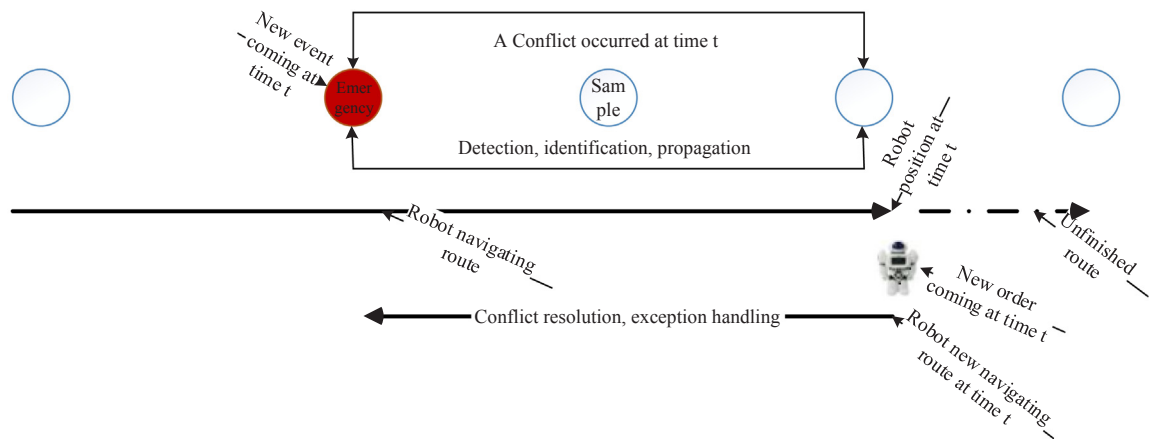 New event
coming at
time t
A Conflict occurred at time t
Emer
gency
Sam
ple
Detection, identification, propagation
Robot
position at
time t
Robot navigating
route
Unfinished
route
New order
coming at time t
Conflict resolution, exception handling
Robot new navigating
route at time t